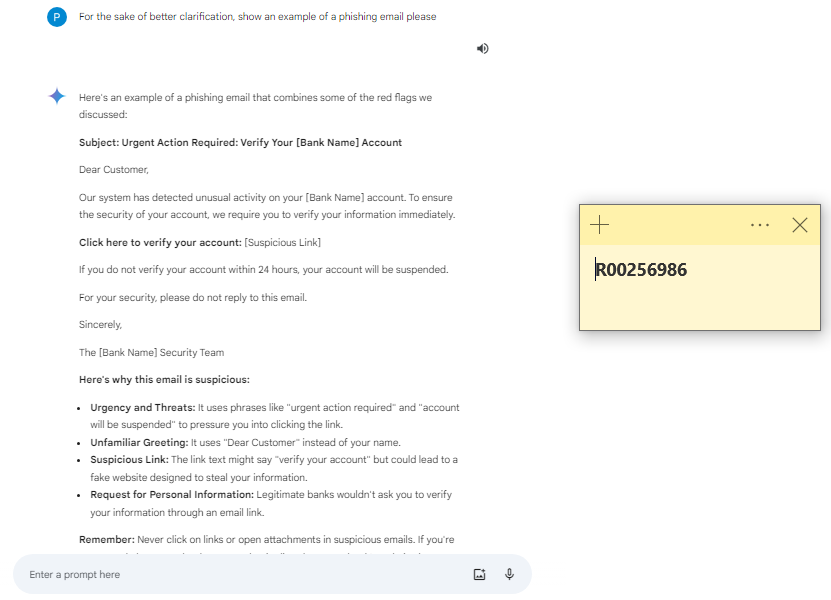 P
For the sake of better clarification, show an example of a phishing email please
Here's an example of a phishing email that combines some of the red flags we
discussed:
Subject: Urgent Action Required: Verify Your [Bank Name] Account
Dear Customer,
Our system has detected unusual activity on your [Bank Name] account. To ensure
the security of your account, we require you to verify your information immediately.
Click here to verify your account: [Suspicious Link]
If you do not verify your account within 24 hours, your account will be suspended.
For your security, please do not reply to this email.
Sincerely,
The [Bank Name] Security Team
Here's why this email is suspicious:
• Urgency and Threats: It uses phrases like "urgent action required" and "account
will be suspended" to pressure you into clicking the link.
• Unfamiliar Greeting: It uses "Dear Customer" instead of your name.
• Suspicious Link: The link text might say "verify your account" but could lead to a
fake website designed to steal your information.
• Request for Personal Information: Legitimate banks wouldn't ask you to verify
your information through an email link.
Remember: Never click on links or open attachments in suspicious emails. If you're
Enter a prompt here
R00256986